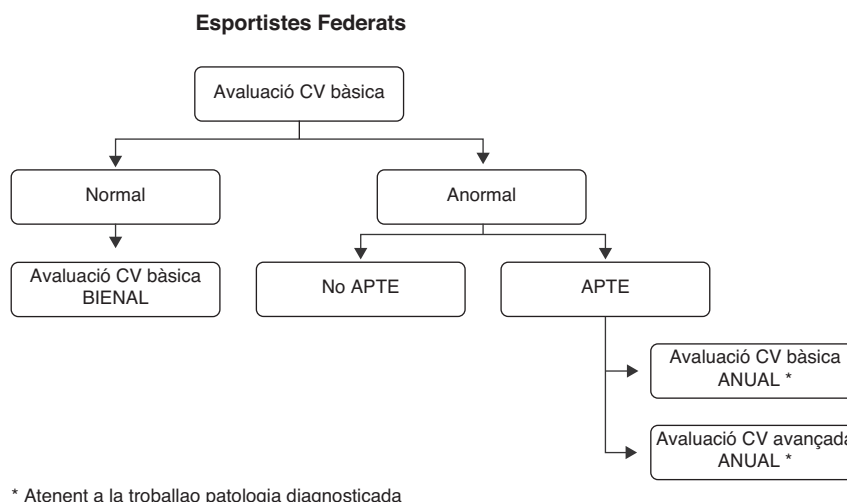 Esportistes Federats
Avaluació CV bàsica
Normal
Anormal
Avaluació CV bàsica
BIENAL
No APTE
APTE
Avaluació CV bàsica
ANUAL *
Avaluació CV avançada
ANUAL *
* Atenent a la troballao patologia diagnosticada